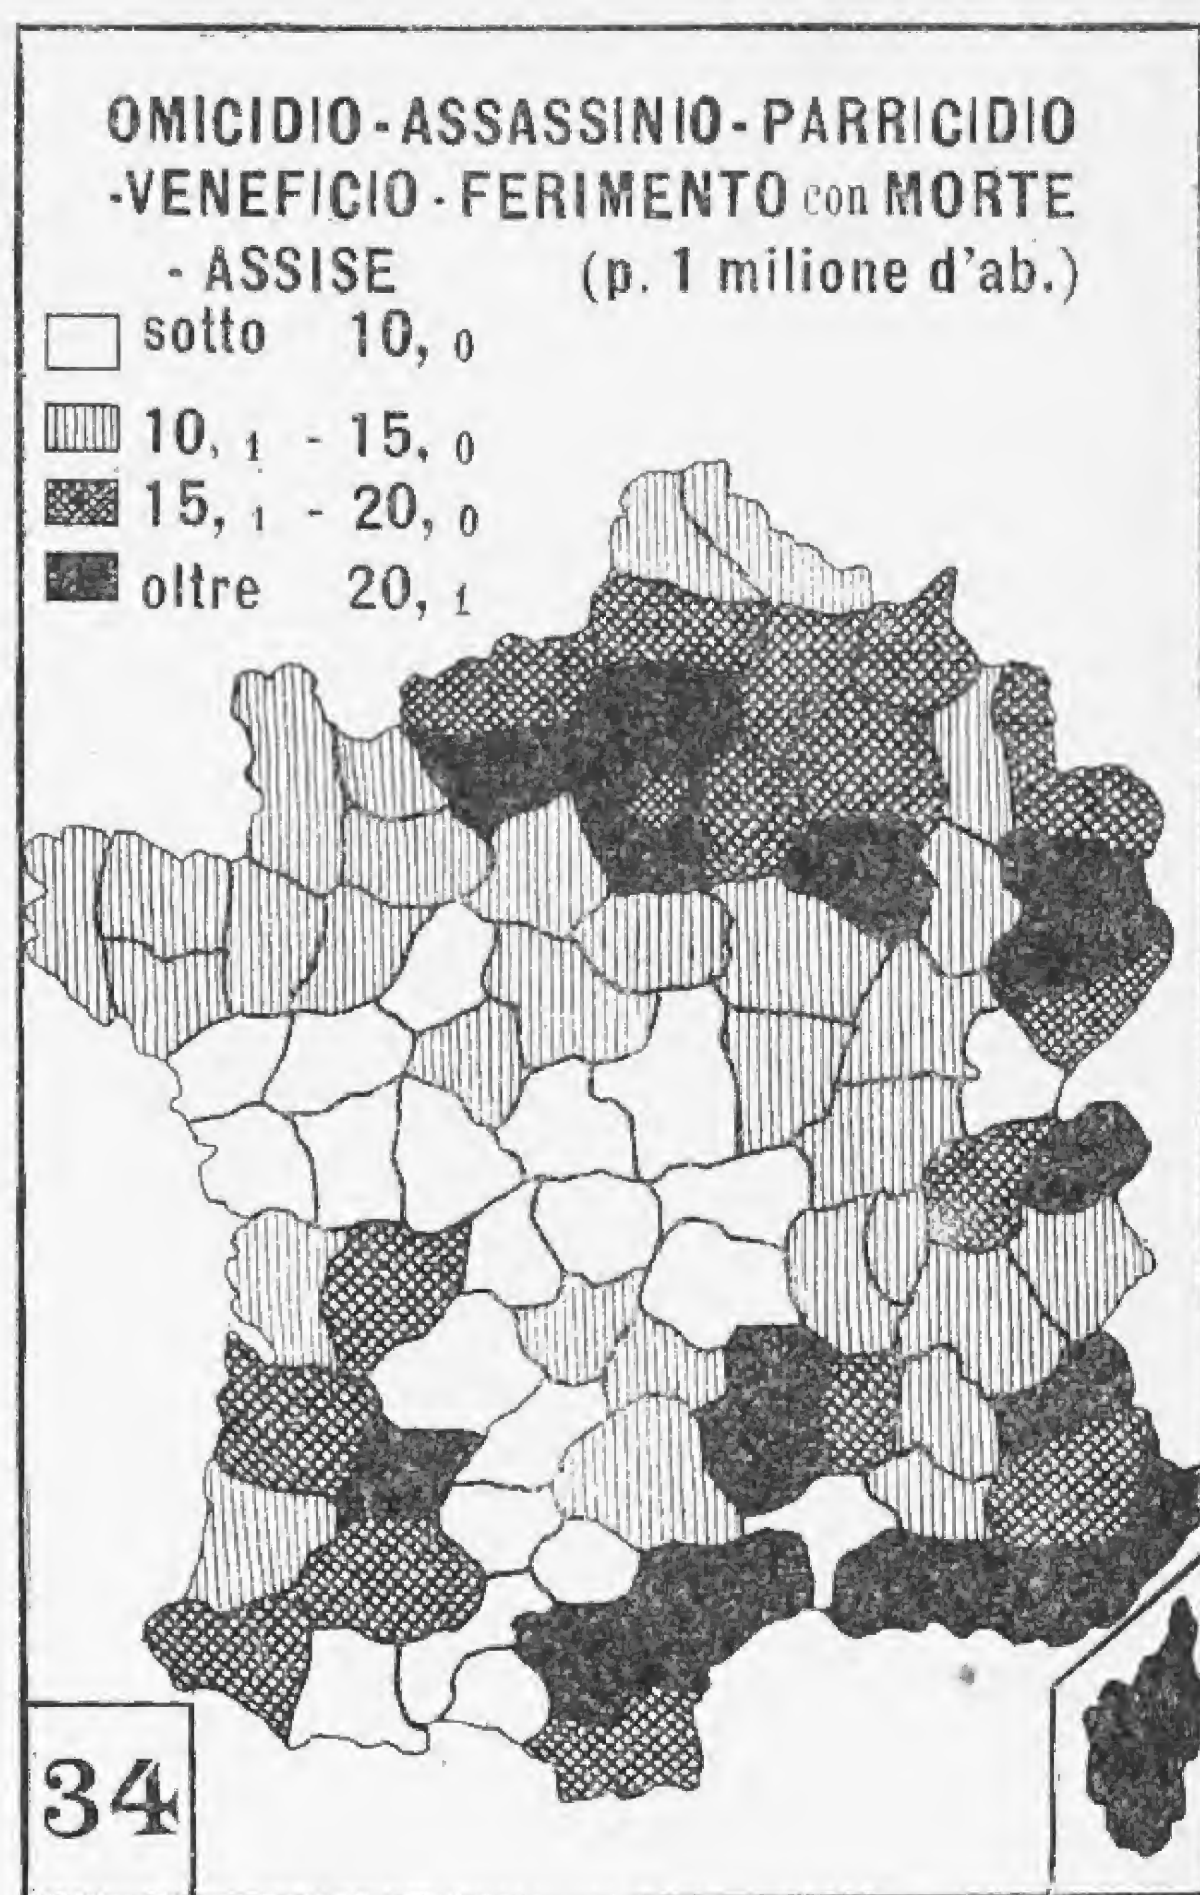 OMICIDIO - ASSASSINIO - PARRICIDIO
-VENEFICIO - FERIMENTO con MORTE
- ASSISE (p. 1 milione d'ab.)
sotto 10, 0
10, 1 - 15, 0
15, 1 - 20, 0
oltre 20, 1
34